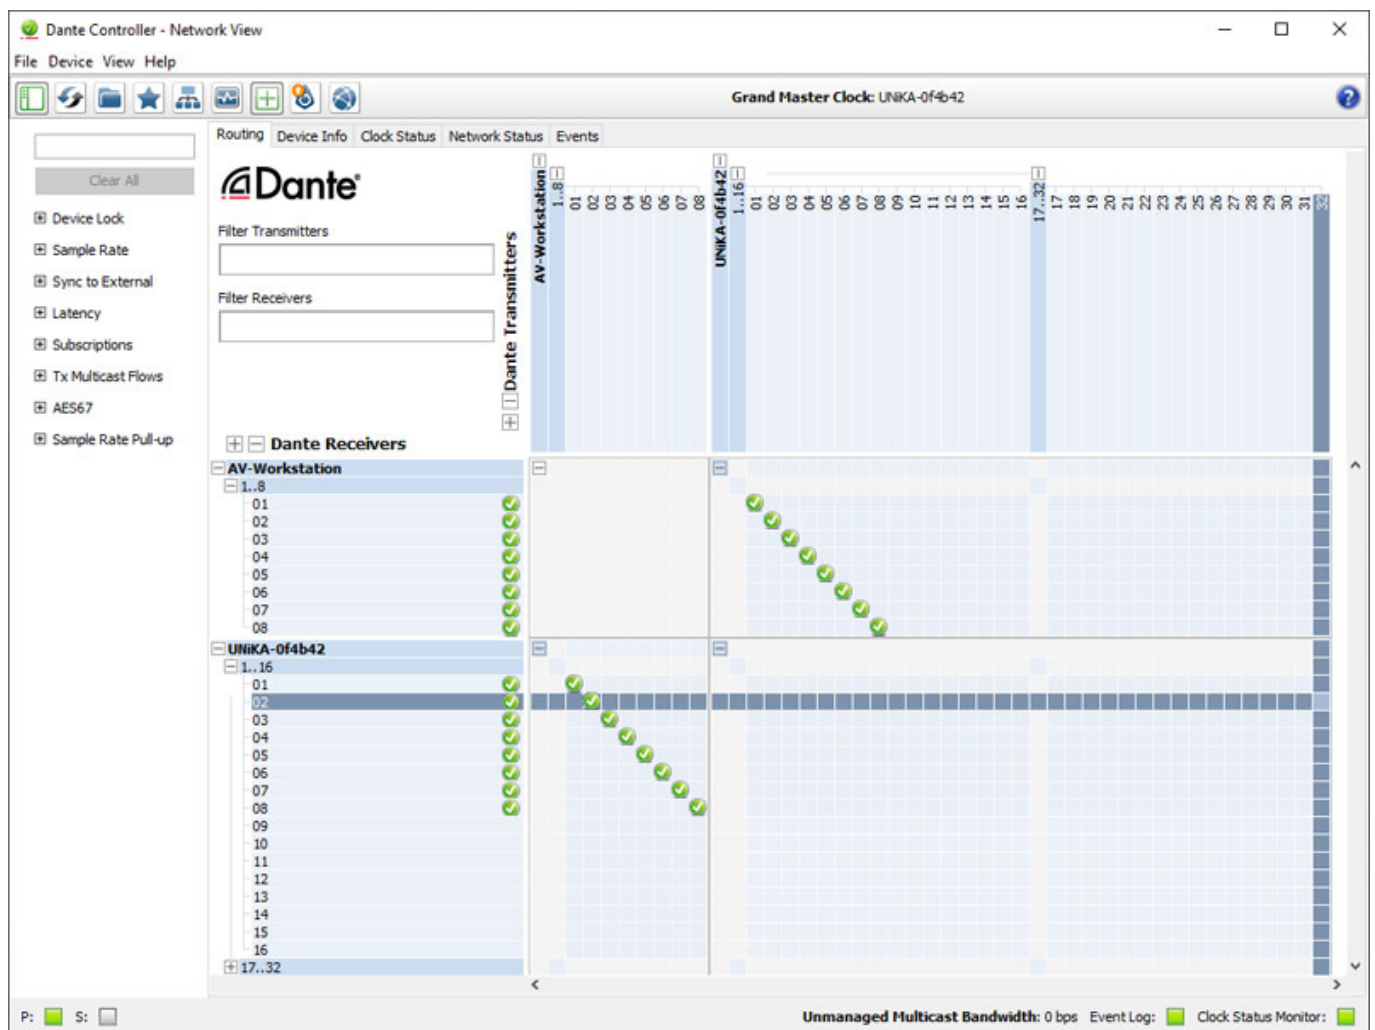 Dante Controller - Network View
File Device View Help
Grand Master Clock: UNiKA-0f4b42
?
Routing Device Info Clock Status Network Status Events
Clear All
Device Lock
Sample Rate
Sync to External
Latency
Subscriptions
Tx Multicast Flows
AES67
Sample Rate Pull-up
Dante®
Filter Transmitters
Filter Receivers
Dante Transmitters
Dante Receivers
AV-Workstation
1..8
01 02 03 04 05 06 07 08
UNiKA-0f4b42
1..16
01 02 03 04 05 06 07 08 09 10 11 12 13 14 15 16
17..32
17 18 19 20 21 22 23 24 25 26 27 28 29 30 31 32
AV-Workstation
1..8
01
02
03
04
05
06
07
08
UNiKA-0f4b42
1..16
01
02
03
04
05
06
07
08
09
10
11
12
13
14
15
16
17..32
P: S: Unmanaged Multicast Bandwidth: 0 bps Event Log: Clock Status Monitor: